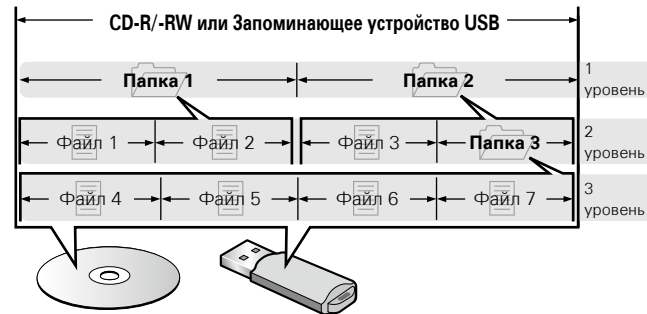 CD-R/-RW или Запоминающее устройство USB
Папка 1 Папка 2 1 уровень
Файл 1 Файл 2 Файл 3 Папка 3 2 уровень
Файл 4 Файл 5 Файл 6 Файл 7 3 уровень